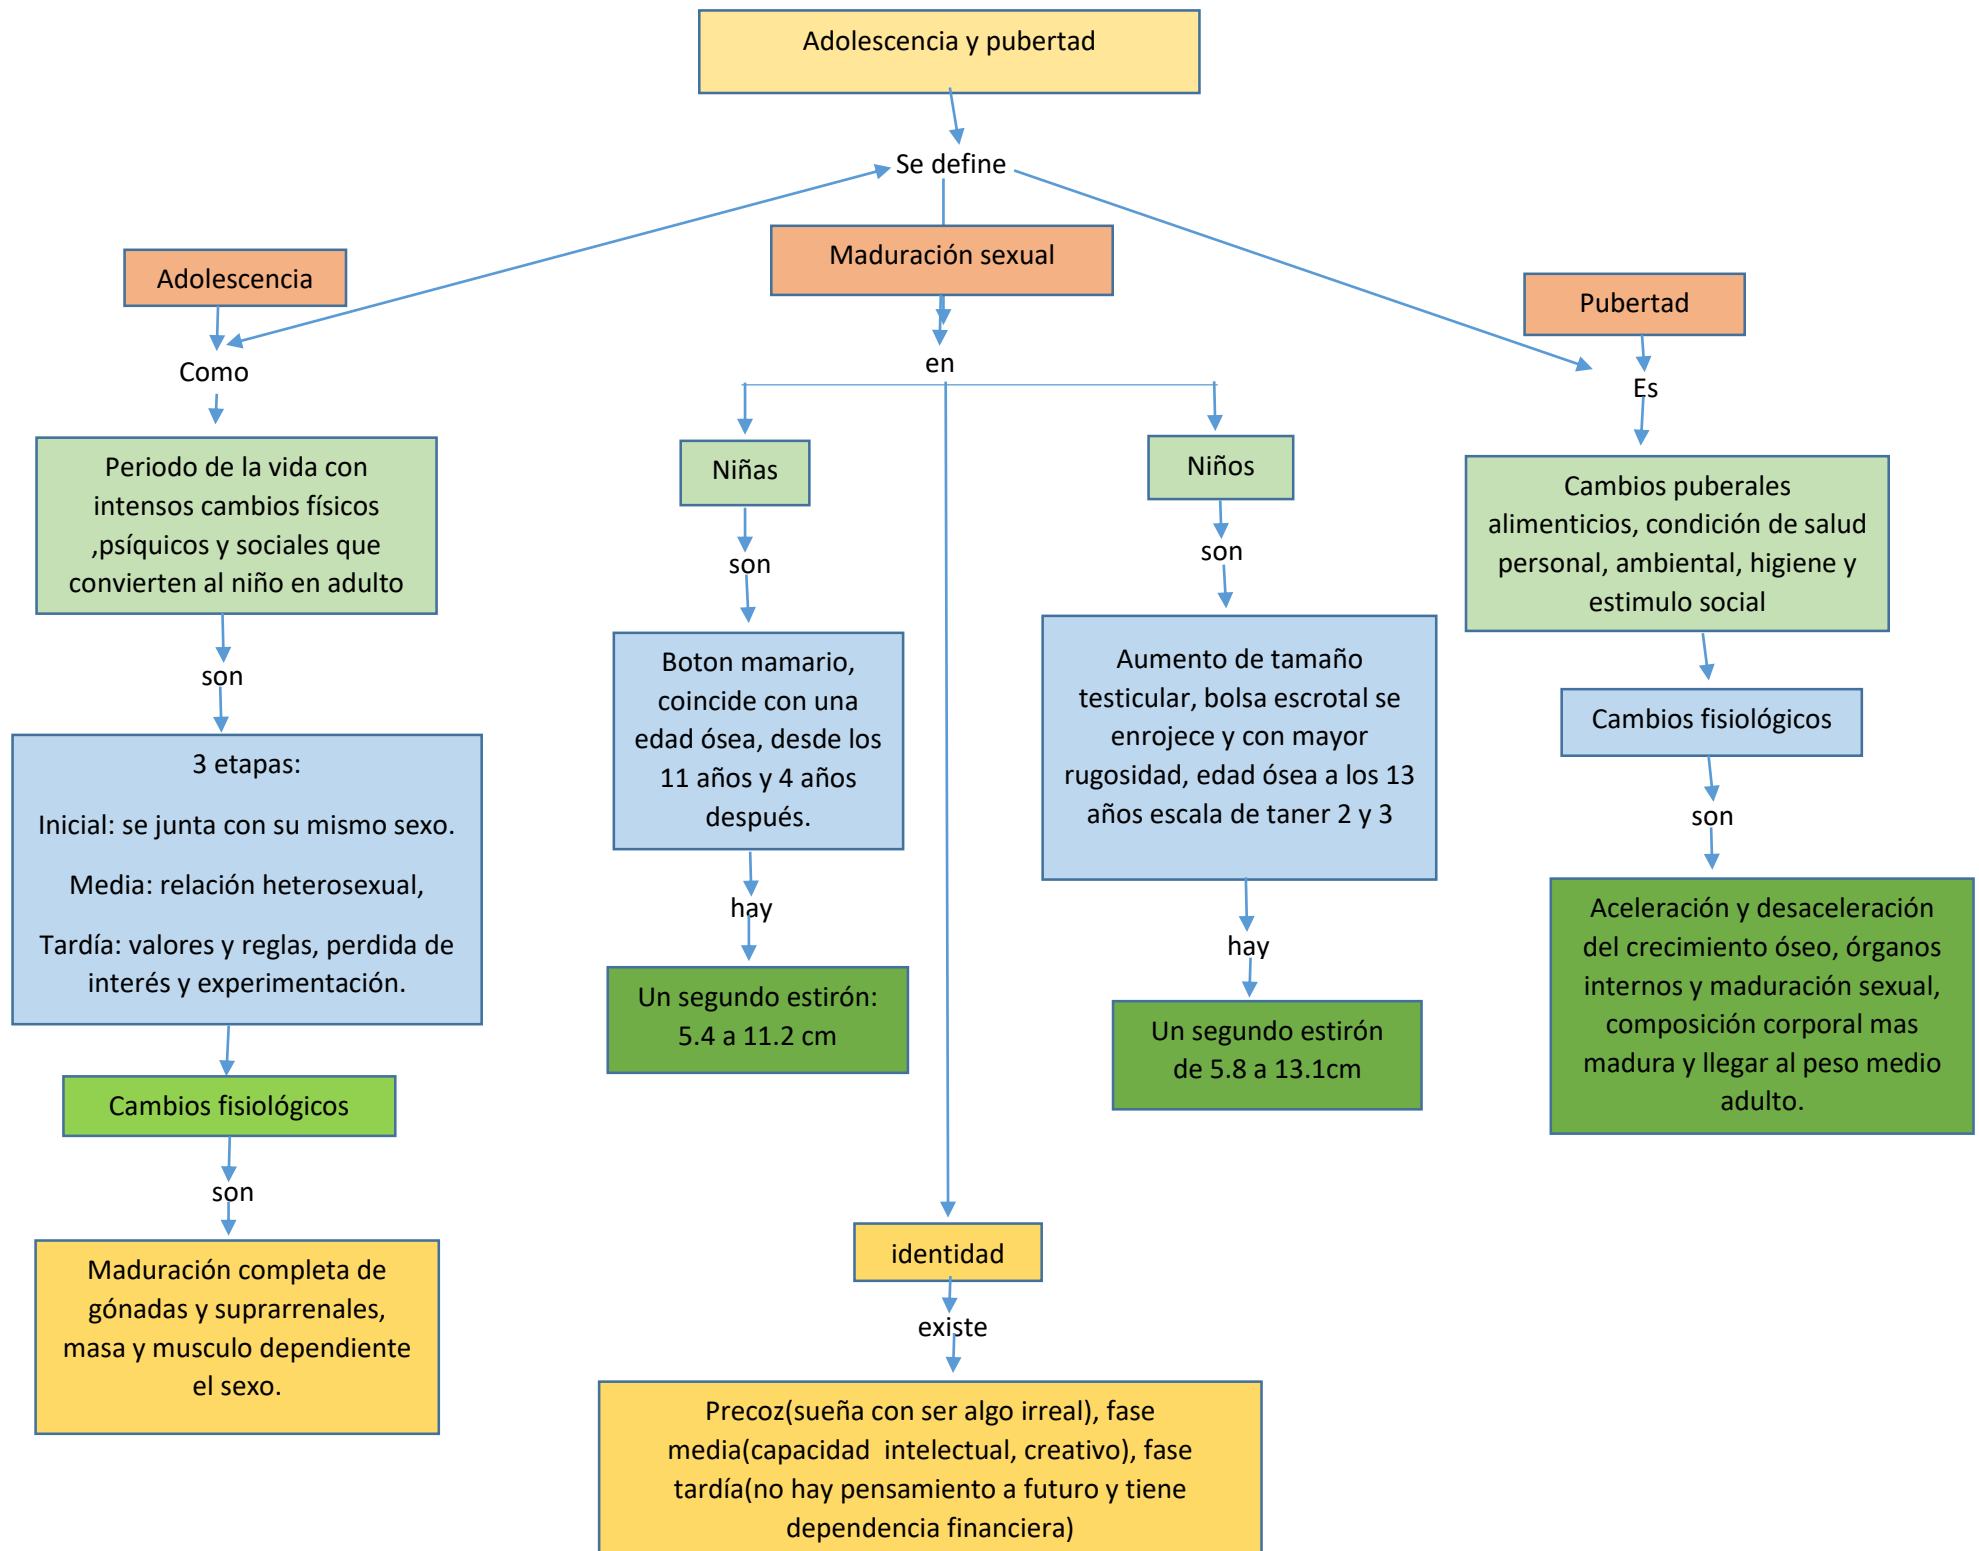 Adolescencia y pubertad
Se define
Adolescencia
Como
Periodo de la vida con
intensos cambios físicos
,psíquicos y sociales que
convierten al niño en adulto
son
3 etapas:
Inicial: se junta con su mismo sexo.
Media: relación heterosexual,
Tardía: valores y reglas, perdida de
interés y experimentación.
Cambios fisiológicos
son
Maduración completa de
gónadas y suprarrenales,
masa y musculo dependiente
el sexo.
Maduración sexual
en
Niñas
son
Boton mamario,
coincide con una
edad ósea, desde los
11 años y 4 años
después.
hay
Un segundo estirón:
5.4 a 11.2 cm
Niños
son
Aumento de tamaño
testicular, bolsa escrotal se
enrojece y con mayor
rugosidad, edad ósea a los 13
años escala de taner 2 y 3
hay
Un segundo estirón
de 5.8 a 13.1cm
identidad
existe
Precoz(sueña con ser algo irreal), fase
media(capacidad  intelectual, creativo), fase
tardía(no hay pensamiento a futuro y tiene
dependencia financiera)
Pubertad
Es
Cambios puberales
alimenticios, condición de salud
personal, ambiental, higiene y
estimulo social
Cambios fisiológicos
son
Aceleración y desaceleración
del crecimiento óseo, órganos
internos y maduración sexual,
composición corporal mas
madura y llegar al peso medio
adulto.